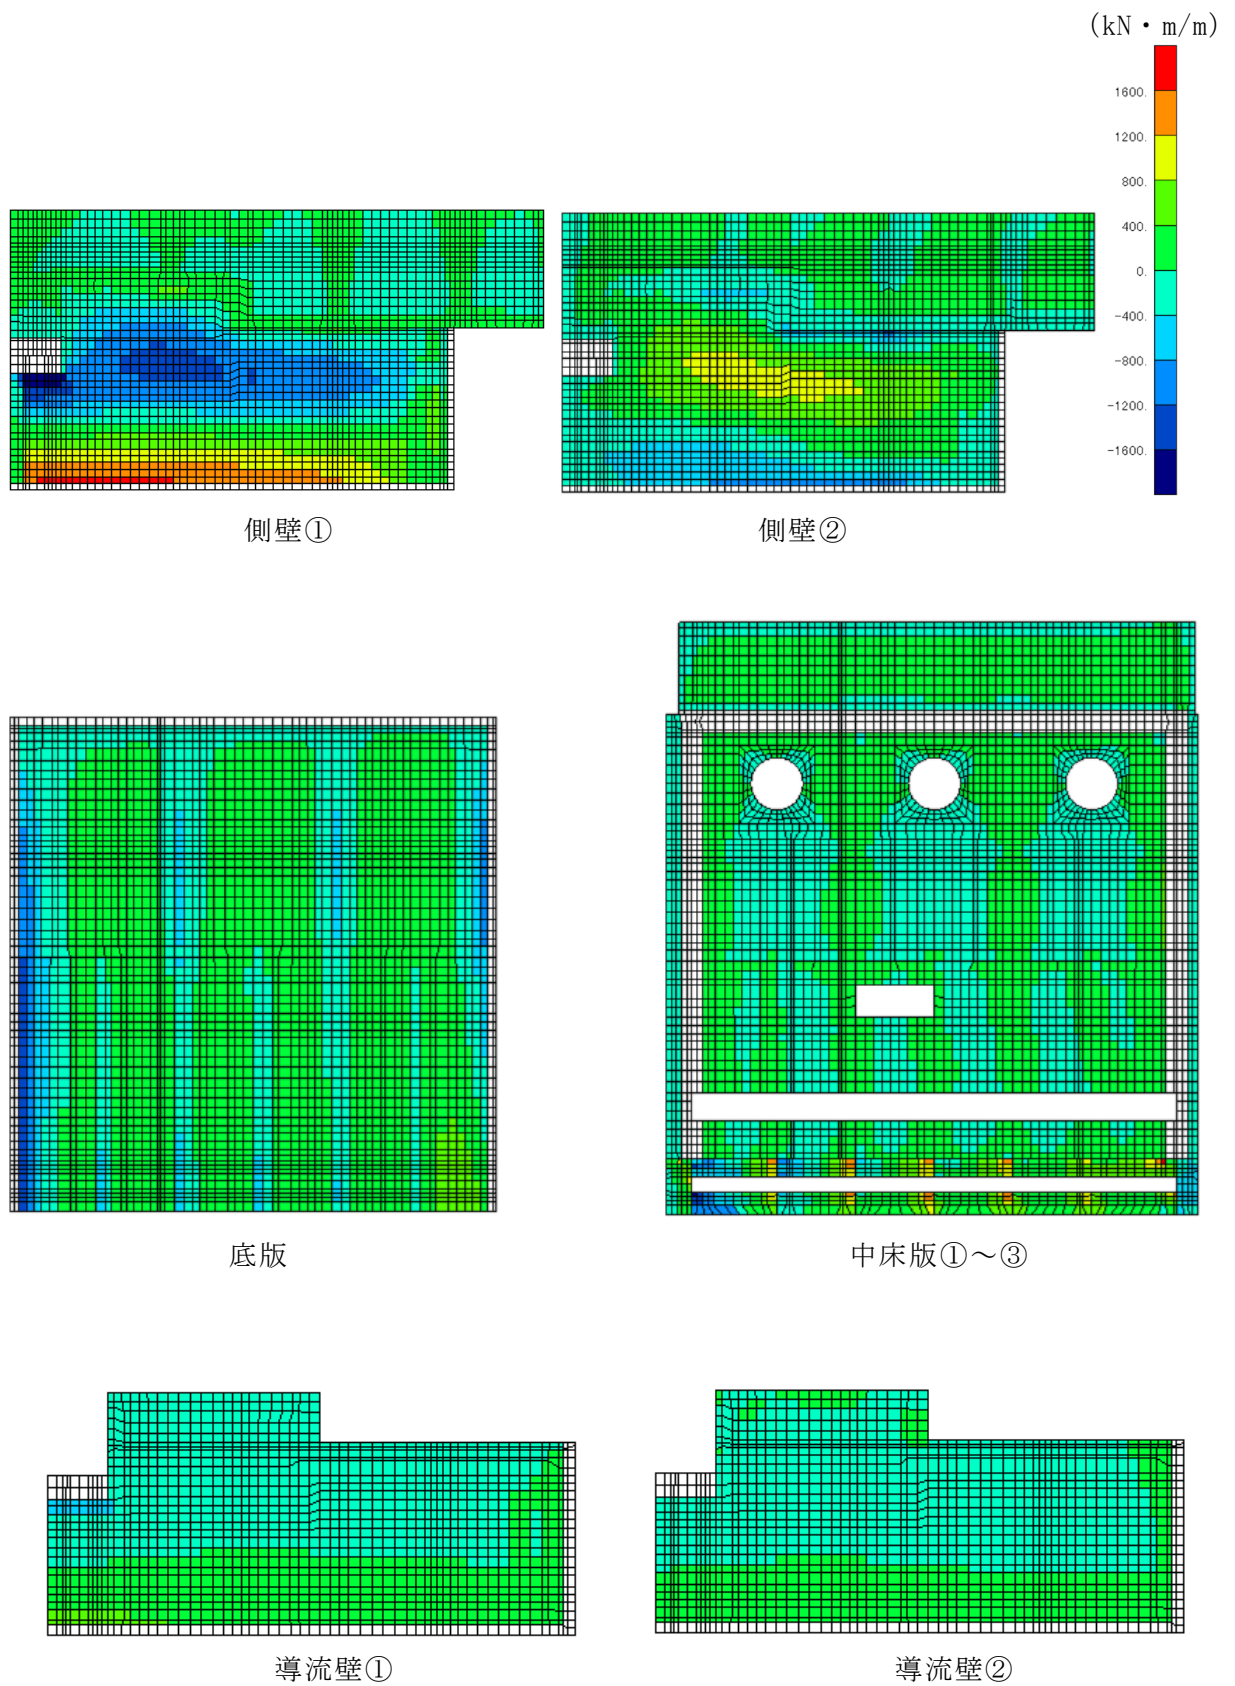 (kN・m/m)
1600.
1200.
800.
400.
0.
-400.
-800.
-1200.
-1600.
側壁①
側壁②
底版
中床版①～③
導流壁①
導流壁②